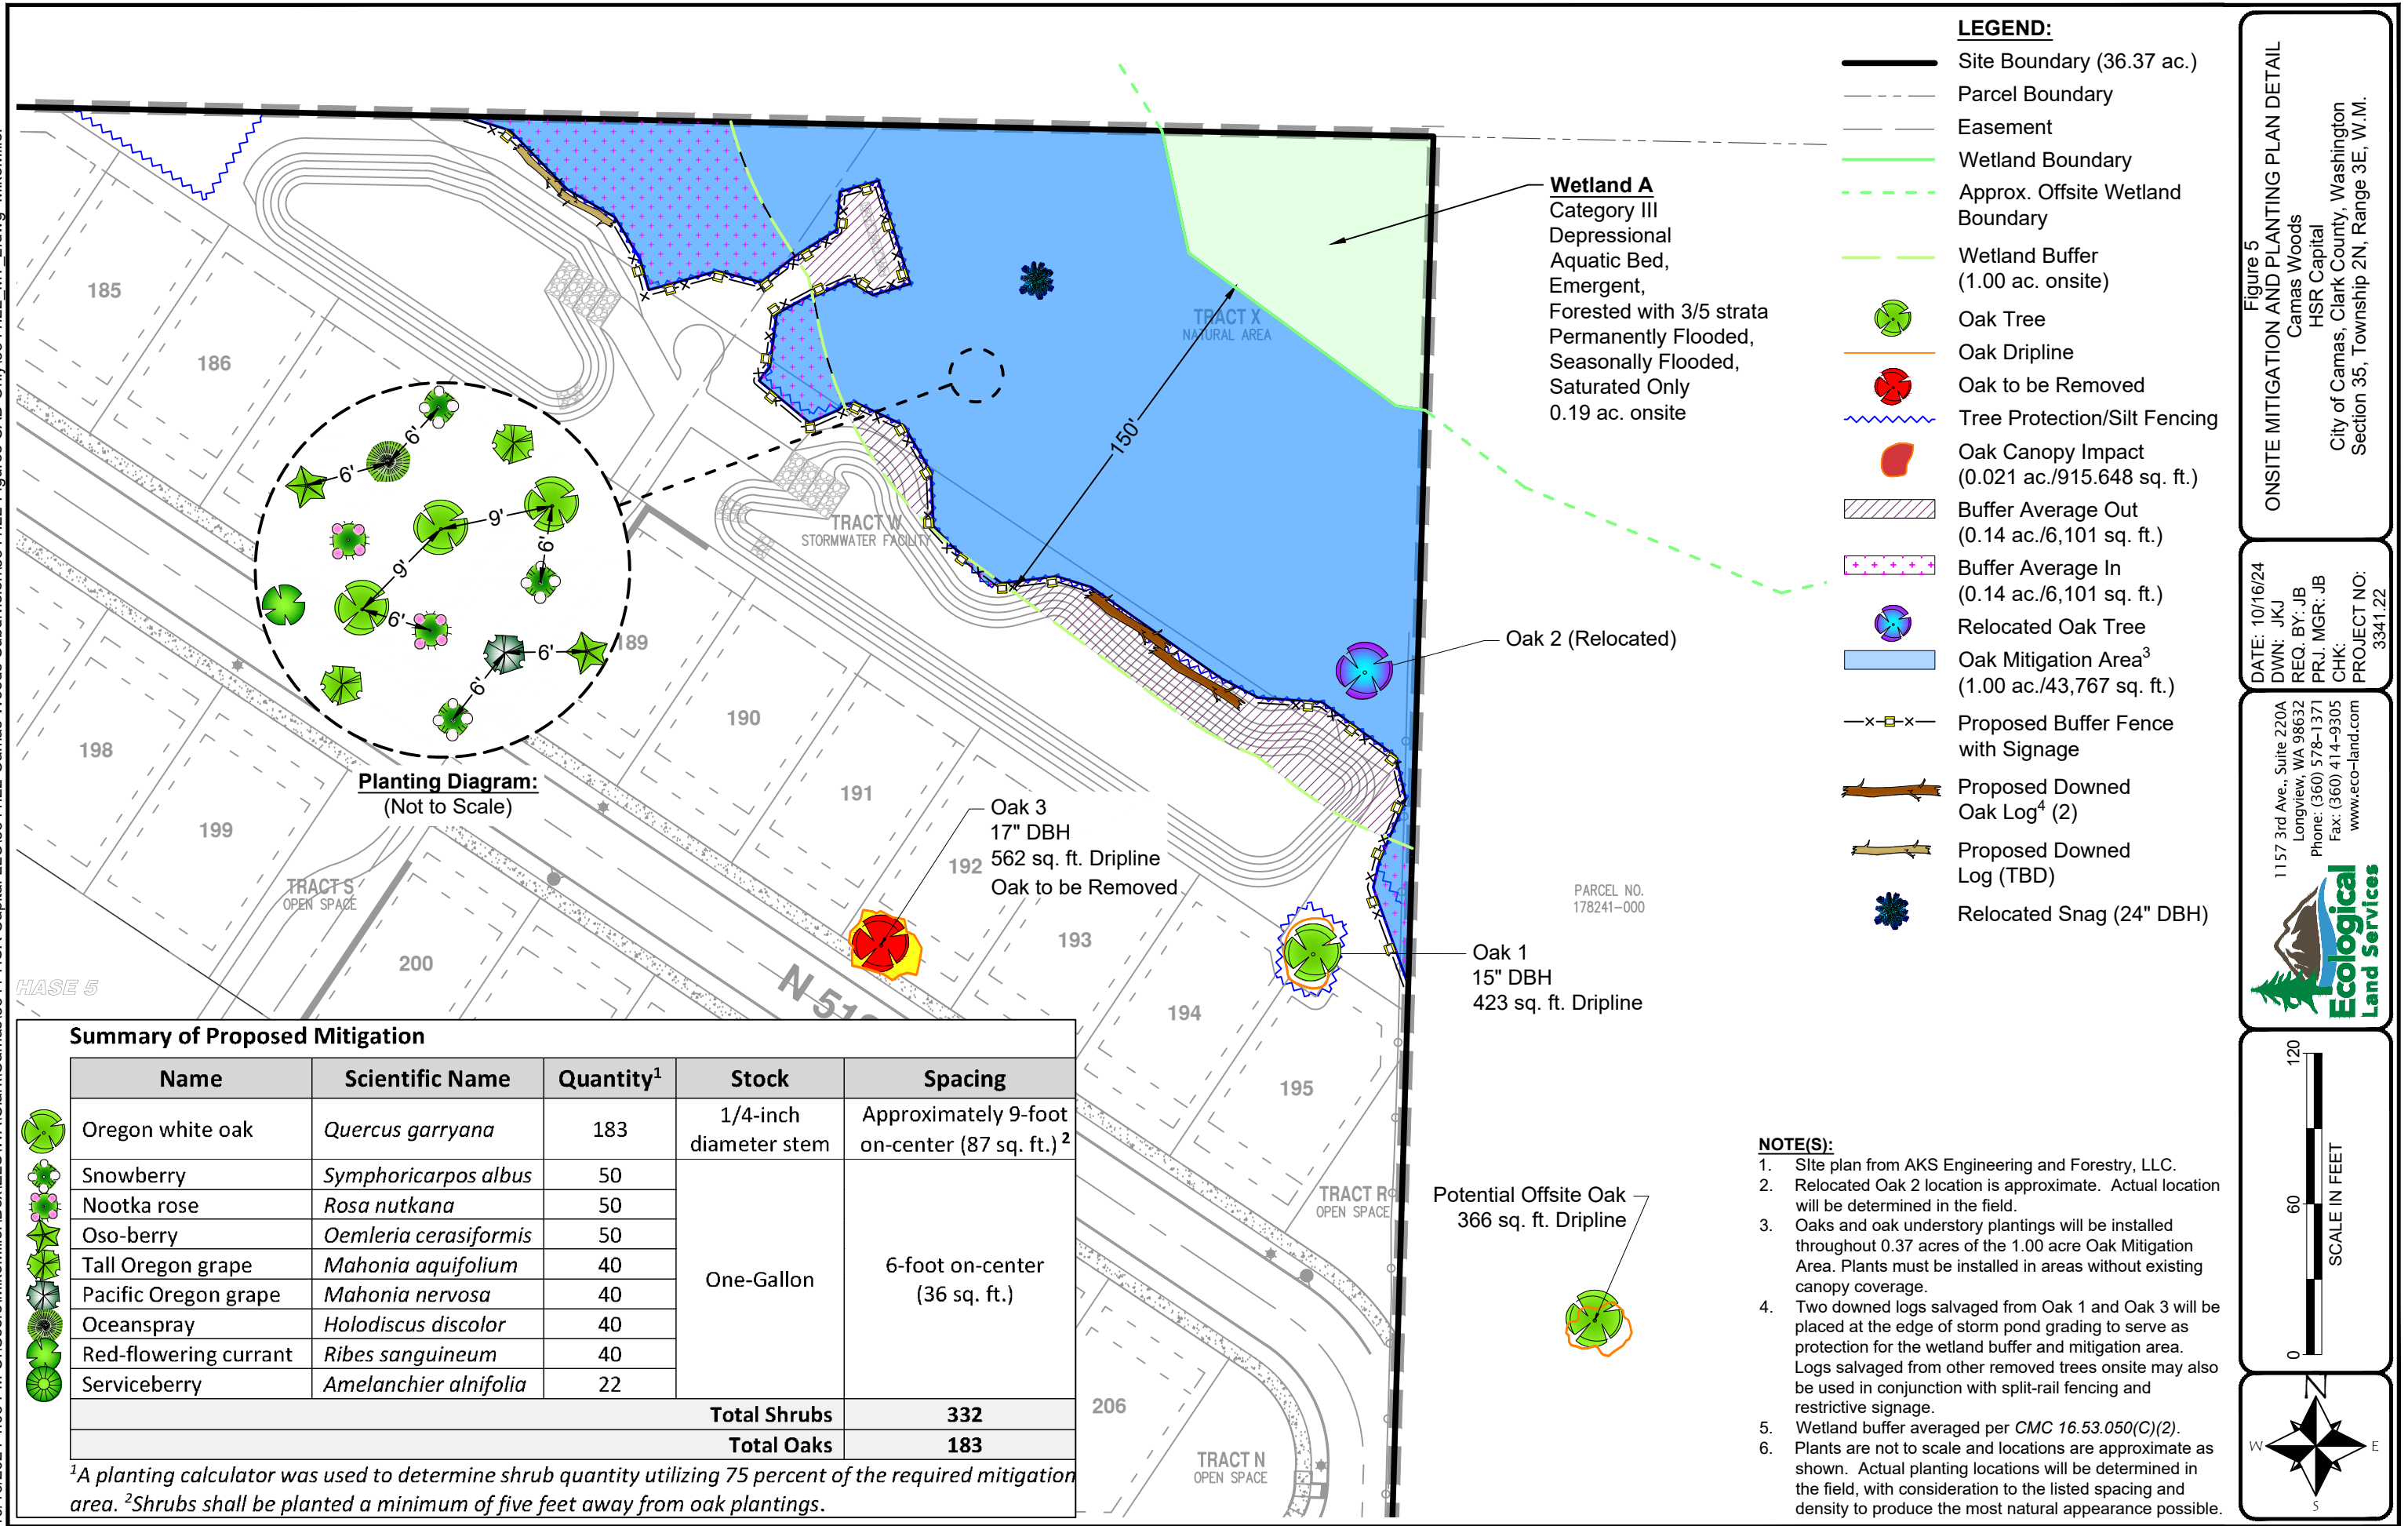 LEGEND:
Site Boundary (36.37 ac.)
Parcel Boundary
Easement
Wetland Boundary
Approx. Offsite Wetland
Boundary
Wetland Buffer
(1.00 ac. onsite)
Oak Tree
Oak Dripline
Oak to be Removed
Tree Protection/Silt Fencing
Oak Canopy Impact
(0.021 ac./915.648 sq. ft.)
Buffer Average Out
(0.14 ac./6,101 sq. ft.)
Buffer Average In
(0.14 ac./6,101 sq. ft.)
Relocated Oak Tree
Oak Mitigation Area3
(1.00 ac./43,767 sq. ft.)
Proposed Buffer Fence
with Signage
Proposed Downed
Oak Log4 (2)
Proposed Downed
Log (TBD)
Relocated Snag (24" DBH)
Wetland A
Category III
Depressional
Aquatic Bed,
Emergent,
Forested with 3/5 strata
Permanently Flooded,
Seasonally Flooded,
Saturated Only
0.19 ac. onsite
TRACT X
NATURAL AREA
150'
185
186
TRACT W
STORMWATER FACILITY
6'
6'
9'
9'
6'
6'
6'
6'
189
190
191
192
193
194
195
198
199
200
206
Planting Diagram:
(Not to Scale)
Oak 2 (Relocated)
Oak 3
17" DBH
562 sq. ft. Dripline
Oak to be Removed
Oak 1
15" DBH
423 sq. ft. Dripline
PARCEL NO.
178241-000
TRACT S
OPEN SPACE
HASE 5
TRACT R
OPEN SPACE
TRACT N
OPEN SPACE
Potential Offsite Oak
366 sq. ft. Dripline
Summary of Proposed Mitigation
Name Scientific Name Quantity1 Stock Spacing
Oregon white oak Quercus garryana 183 1/4-inch diameter stem Approximately 9-foot on-center (87 sq. ft.) 2
Snowberry Symphoricarpos albus 50
Nootka rose Rosa nutkana 50
Oso-berry Oemleria cerasiformis 50
Tall Oregon grape Mahonia aquifolium 40
Pacific Oregon grape Mahonia nervosa 40
Oceanspray Holodiscus discolor 40
Red-flowering currant Ribes sanguineum 40
Serviceberry Amelanchier alnifolia 22
One-Gallon
6-foot on-center
(36 sq. ft.)
Total Shrubs 332
Total Oaks 183
1A planting calculator was used to determine shrub quantity utilizing 75 percent of the required mitigation
area. 2Shrubs shall be planted a minimum of five feet away from oak plantings.
NOTE(S):
1. SIte plan from AKS Engineering and Forestry, LLC.
2. Relocated Oak 2 location is approximate. Actual location
will be determined in the field.
3. Oaks and oak understory plantings will be installed
throughout 0.37 acres of the 1.00 acre Oak Mitigation
Area. Plants must be installed in areas without existing
canopy coverage.
4. Two downed logs salvaged from Oak 1 and Oak 3 will be
placed at the edge of storm pond grading to serve as
protection for the wetland buffer and mitigation area.
Logs salvaged from other removed trees onsite may also
be used in conjunction with split-rail fencing and
restrictive signage.
5. Wetland buffer averaged per CMC 16.53.050(C)(2).
6. Plants are not to scale and locations are approximate as
shown. Actual planting locations will be determined in
the field, with consideration to the listed spacing and
density to produce the most natural appearance possible.
Figure 5
ONSITE MITIGATION AND PLANTING PLAN DETAIL
Camas Woods
HSR Capital
City of Camas, Clark County, Washington
Section 35, Township 2N, Range 3E, W.M.
DATE: 10/16/24
DWN: JKJ
REQ. BY: JB
PRJ. MGR: JB
CHK:
PROJECT NO:
3341.22
1157 3rd Ave., Suite 220A
Longview, WA 98632
Phone: (360) 578-1371
Fax: (360) 414-9305
www.eco-land.com
Ecological
Land Services
0 60 120
SCALE IN FEET
N
W E
S